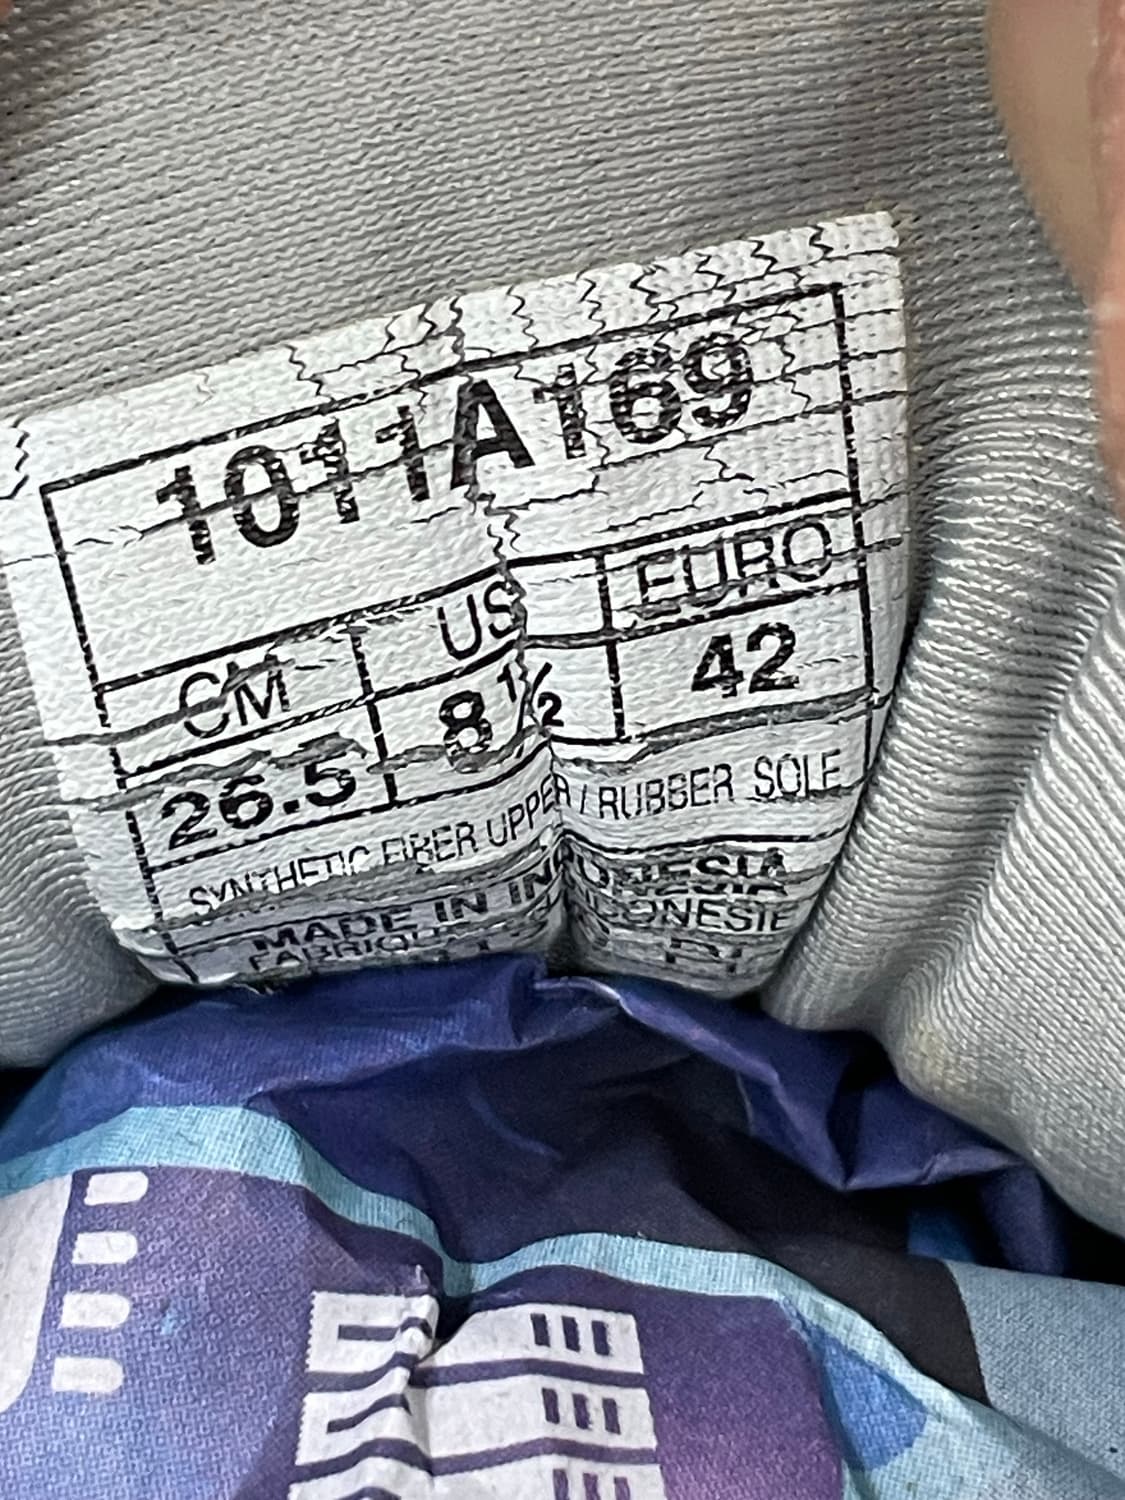 1011A169
CM US EURO
26.5 8½ 42
SYNTHETIC FIBER UPPER / RUBBER SOLE
MADE IN INDONESIA